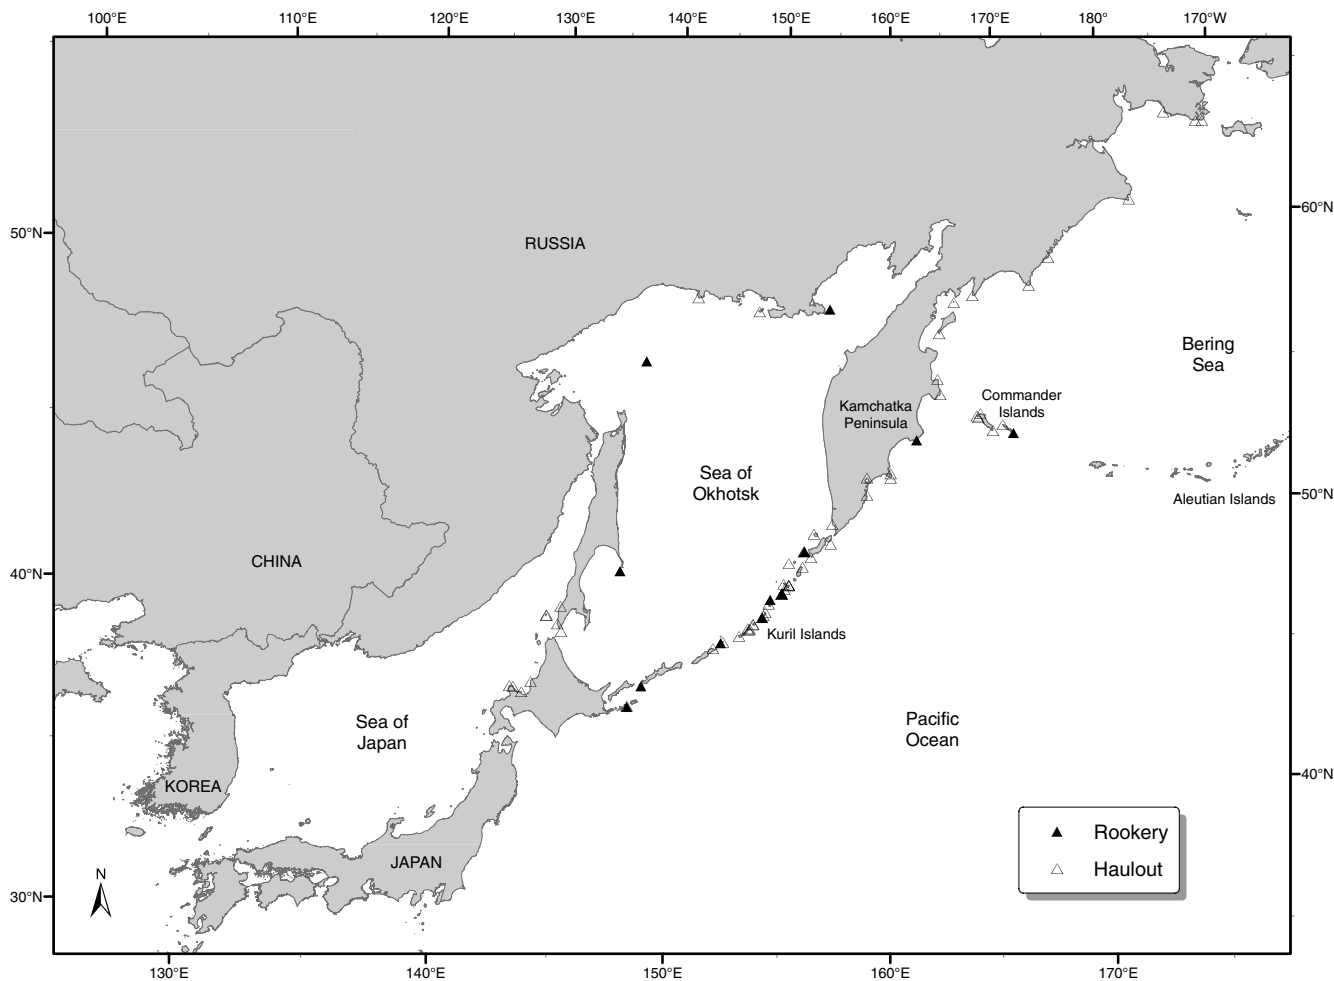 100°E 110°E 120°E 130°E 140°E 150°E 160°E 170°E 180° 170°W
60°N
50°N
RUSSIA
Bering
Sea
Commander
Islands
Kamchatka
Peninsula
Sea of
Okhotsk
50°N
Aleutian Islands
CHINA
40°N
Kuril Islands
Sea of
Japan
Pacific
Ocean
40°N
KOREA
Rookery
JAPAN
Haulout
N
30°N
130°E 140°E 150°E 160°E 170°E